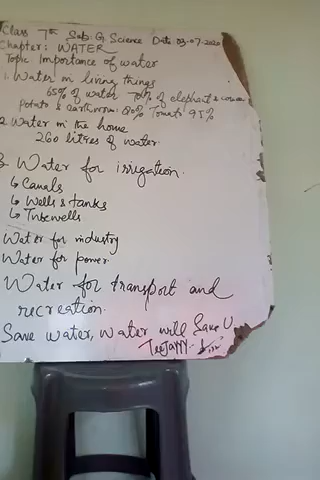 Class 7th Sub: G Science Date: 03-07-2020
Chapter: WATER
Topic Importance of water
1. Water in living things
65% of water 70% of elephant &
potato & earthworm 80% Tomato 95%
2. Water in the home
260 litres of water
3. Water for irrigation.
↳ Canals
↳ Wells & tanks
↳ Tubewells
Water for industry
Water for power.
Water for transport and
recreation.
Save water, Water will Save U